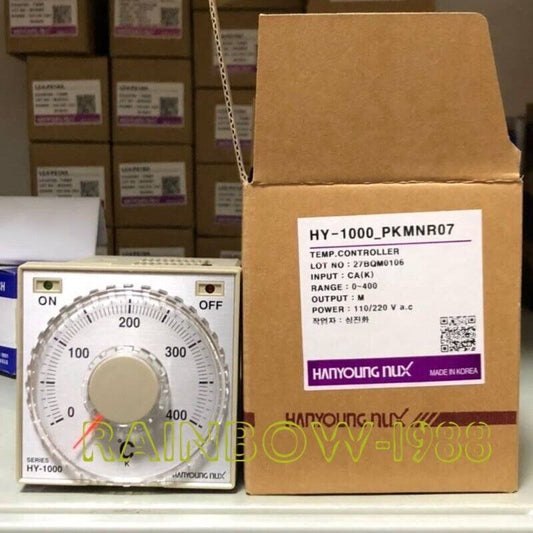 HY-1000_PKMNR07
TEMP.CONTROLLER
LOT NO : 27BQM0106
INPUT : CA(K)
RANGE : 0~400
OUTPUT : M
POWER : 110/220 V a.c
작업자 : 심진화
HANYOUNG NUX
MADE IN KOREA
HANYOUNG NUX
ON
OFF
0
100
200
300
400
°C
K
SERIES
HY-1000
HANYOUNG NUX
RAINBOW-1988